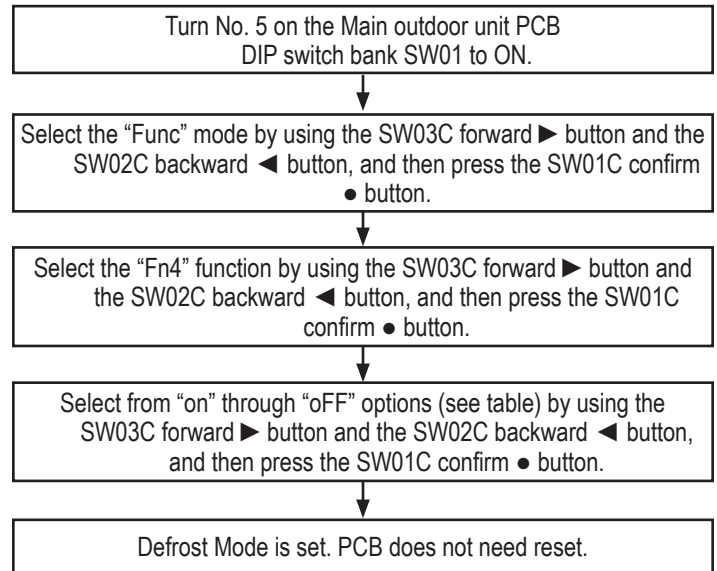 Turn No. 5 on the Main outdoor unit PCB
DIP switch bank SW01 to ON.
Select the “Func” mode by using the SW03C forward ► button and the
SW02C backward ◄ button, and then press the SW01C confirm
● button.
Select the “Fn4” function by using the SW03C forward ► button and
the SW02C backward ◄ button, and then press the SW01C
confirm ● button.
Select from “on” through “oFF” options (see table) by using the
SW03C forward ► button and the SW02C backward ◄ button,
and then press the SW01C confirm ● button.
Defrost Mode is set. PCB does not need reset.